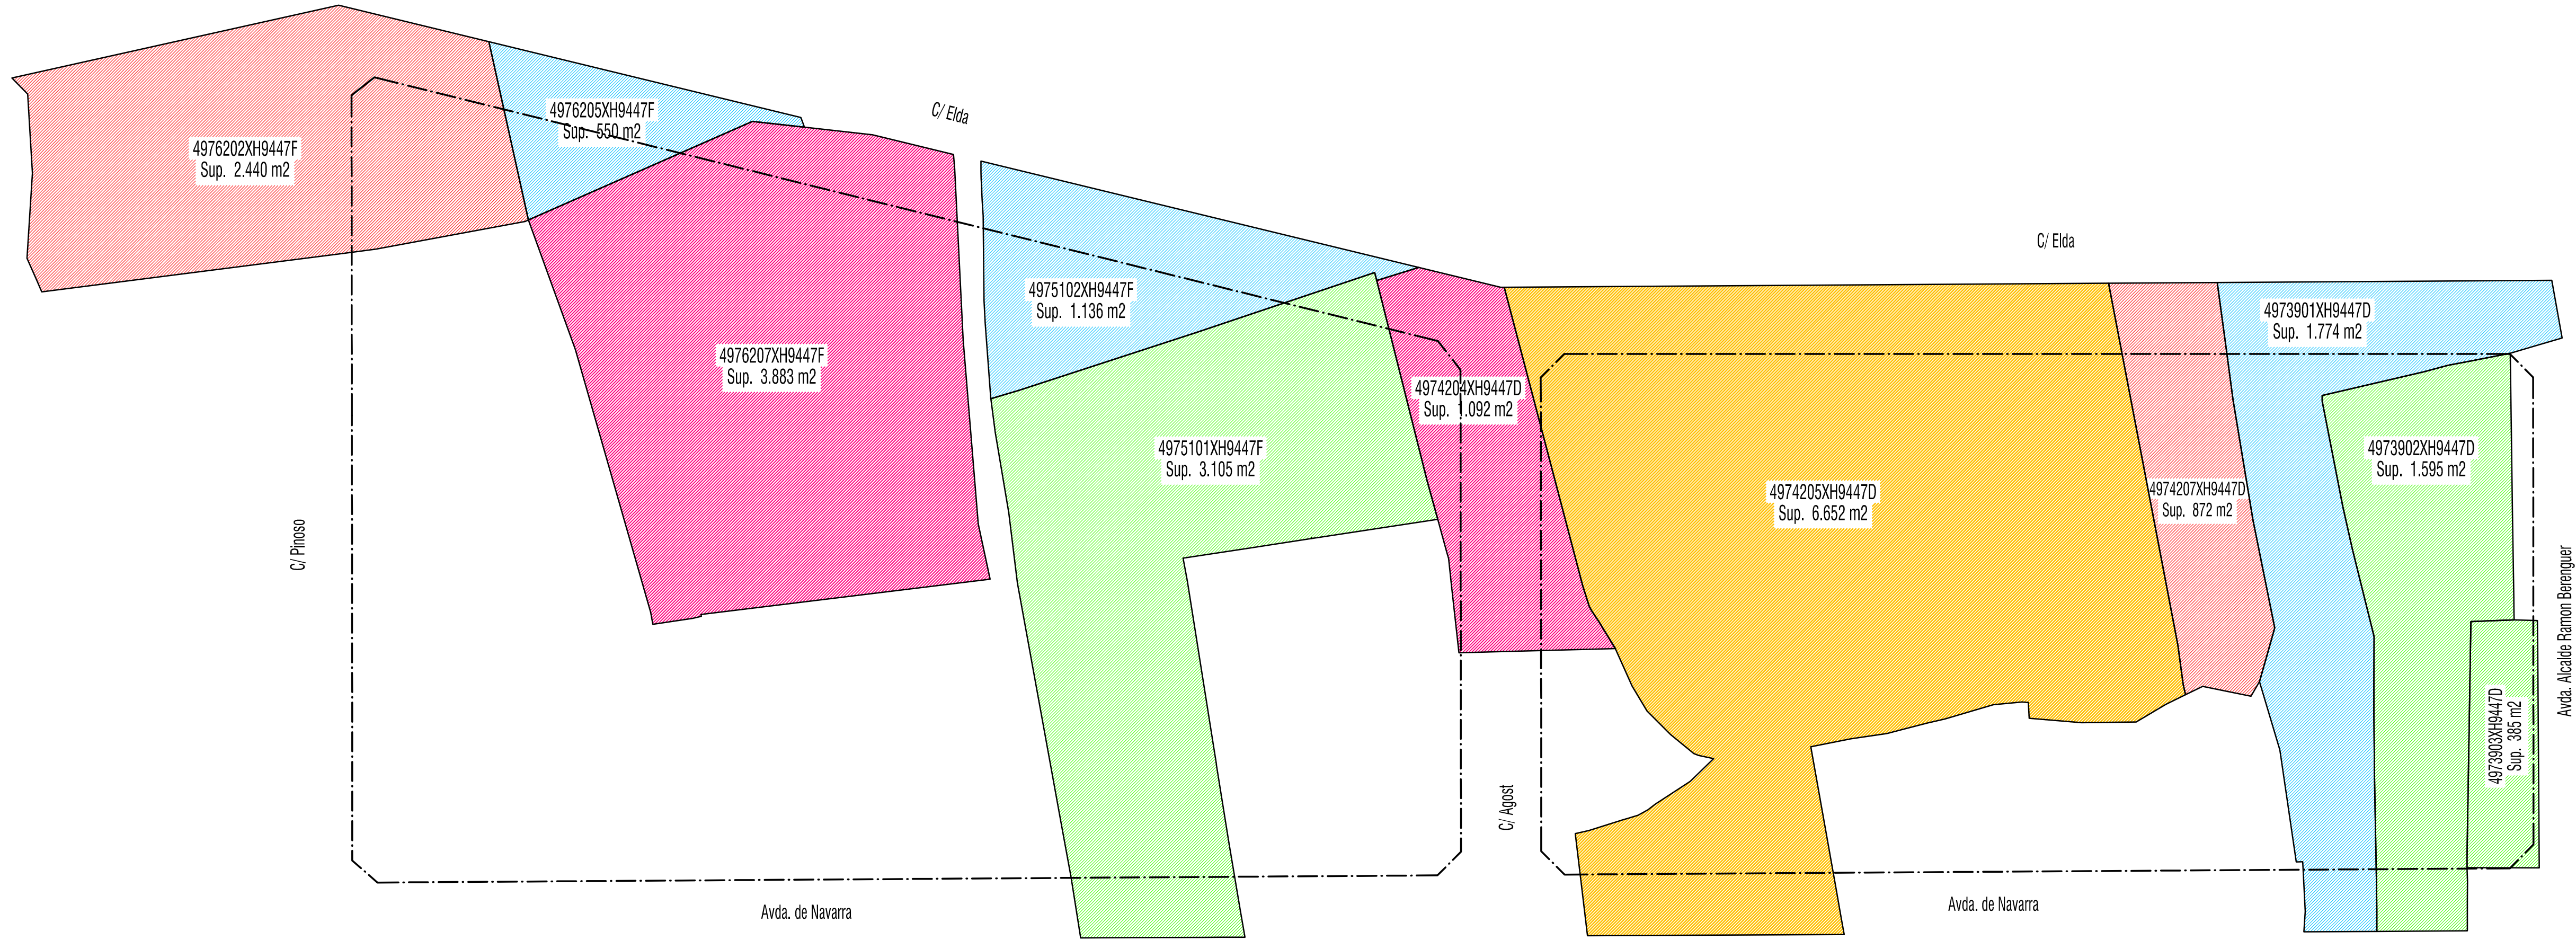 4976202XH9447F
Sup. 2.440 m2
4976205XH9447F
Sup. 550 m2
C/ Elda
4976207XH9447F
Sup. 3.883 m2
4975102XH9447F
Sup. 1.136 m2
4975101XH9447F
Sup. 3.105 m2
4974204XH9447D
Sup. 1.092 m2
C/ Elda
4974205XH9447D
Sup. 6.652 m2
4974207XH9447D
Sup. 872 m2
4973901XH9447D
Sup. 1.774 m2
4973902XH9447D
Sup. 1.595 m2
4973903XH9447D
Sup. 385 m2
C/ Pinoso
C/ Agost
Avda. Alcalde Ramon Berenguer
Avda. de Navarra
Avda. de Navarra